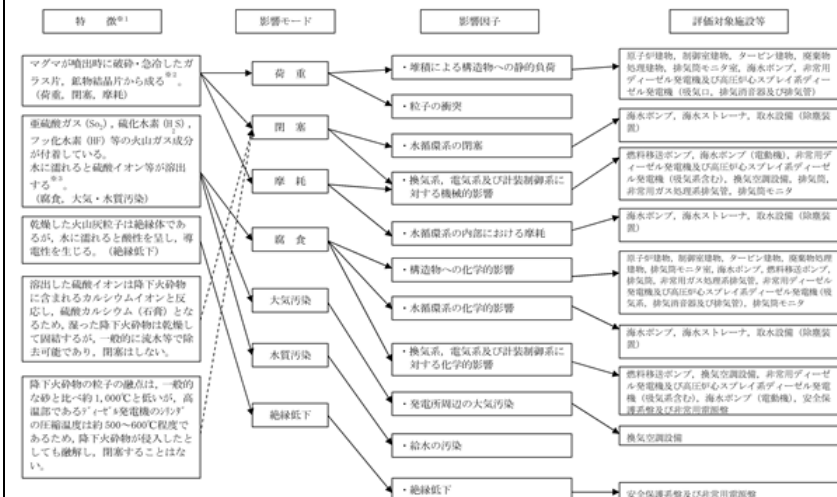 特　徴※1
影響モード
影響因子
評価対象施設等
マグマが噴出時に破砕・急冷したガ
ラス片，鉱物結晶片から成る※2。
（荷重，閉塞，摩耗）
亜硫酸ガス（So₂），硫化水素（H₂S），
フッ化水素（HF）等の火山ガス成分
が付着している。
水に濡れると硫酸イオン等が溶出
する※3。
（腐食，大気・水質汚染）
乾燥した火山灰粒子は絶縁体であ
るが，水に濡れると酸性を呈し，導
電性を生じる。（絶縁低下）
溶出した硫酸イオンは降下火砕物
に含まれるカルシウムイオンと反
応し，硫酸カルシウム（石膏）とな
るため，湿った降下火砕物は乾燥し
て固結するが，一般的に流水等で除
去可能であり，閉塞はしない。
降下火砕物の粒子の融点は，一般的
な砂と比べ約1,000℃と低いが，高
温部であるﾃﾞｨｰｾﾞﾙ発電機のｼﾘﾝﾀﾞ
の圧縮温度は約500～600℃程度で
あるため，降下火砕物が侵入したと
しても融解し，閉塞することはな
い。
荷　重
閉　塞
摩　耗
腐　食
大気汚染
水質汚染
絶縁低下
・堆積による構造物への静的負荷
・粒子の衝突
・水循環系の閉塞
・換気系，電気系及び計装制御系に
対する機械的影響
・水循環系の内部における摩耗
・構造物への化学的影響
・水循環系の化学的影響
・換気系，電気系及び計装制御系に
対する化学的影響
・発電所周辺の大気汚染
・給水の汚染
・絶縁低下
原子炉建物，制御室建物，タービン建物，廃棄物
処理建物，排気筒モニタ室，海水ポンプ，非常用
ディーゼル発電機及び高圧炉心スプレイ系ディー
ゼル発電機（吸気口，排気消音器及び排気管）
海水ポンプ，海水ストレーナ，取水設備（除塵装
置）
燃料移送ポンプ，海水ポンプ（電動機），非常用デ
ィーゼル発電機及び高圧炉心スプレイ系ディーゼ
ル発電機（吸気系含む），換気空調設備，排気筒，
非常用ガス処理系排気管，排気筒モニタ
海水ポンプ，海水ストレーナ，取水設備（除塵装
置）
原子炉建物，制御室建物，タービン建物，廃棄物処理
建物，排気筒モニタ室，海水ポンプ，燃料移送ポンプ，
排気筒，非常用ガス処理系排気管，非常用ディーゼル
発電機及び高圧炉心スプレイ系ディーゼル発電機（吸
気系，排気消音器及び排気管），排気筒モニタ
海水ポンプ，海水ストレーナ，取水設備（除塵装
置）
燃料移送ポンプ，換気空調設備，非常用ディーゼ
ル発電機及び高圧炉心スプレイ系ディーゼル発電
機（吸気系含む），海水ポンプ（電動機），安全保
護系盤及び非常用電源盤
換気空調設備
安全保護系盤及び非常用電源盤